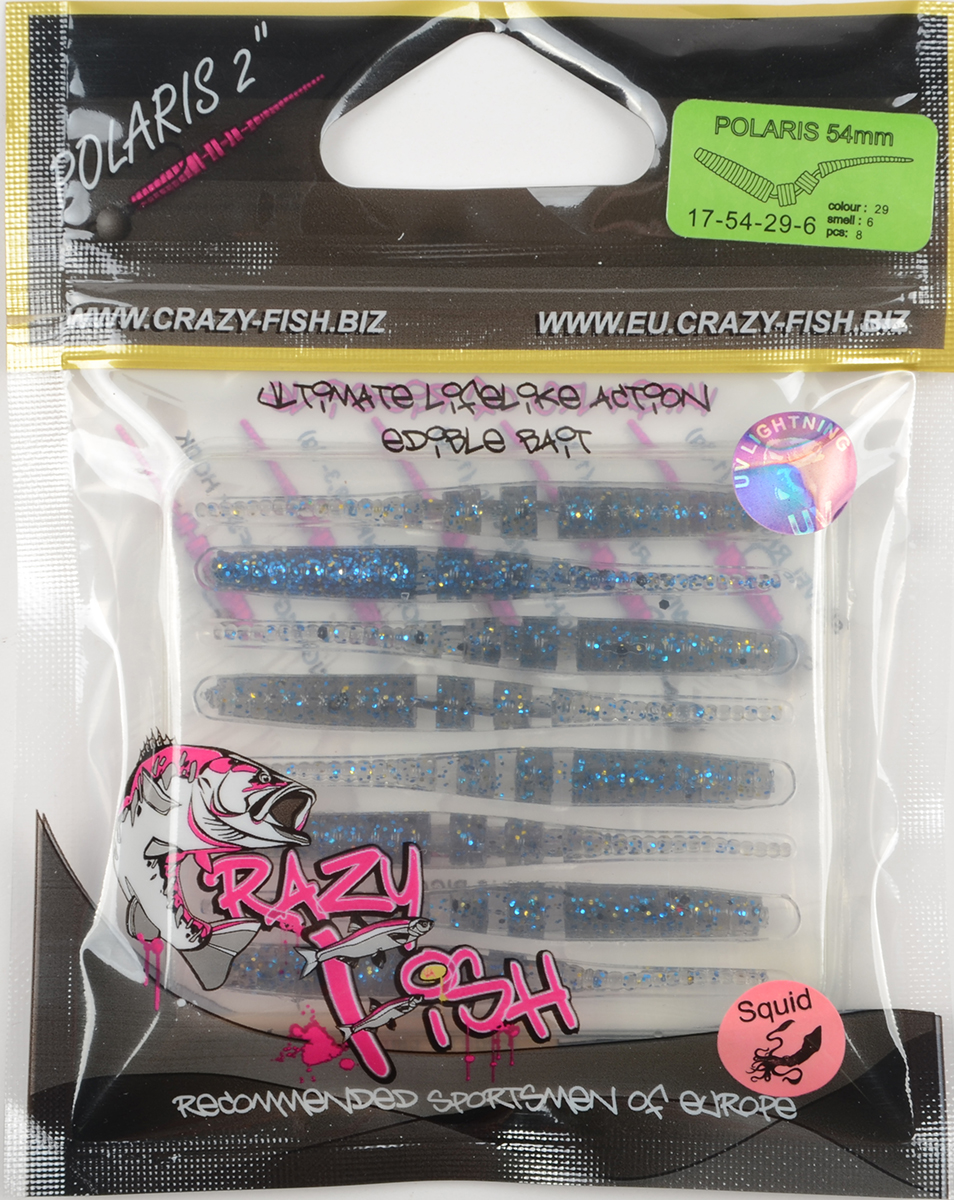 POLARIS 2"
POLARIS 54mm
17-54-29-6
colour: 29
smell: 6
pcs: 8
WWW.CRAZY-FISH.BIZ
WWW.EU.CRAZY-FISH.BIZ
ULTIMATE LIFELIKE ACTION
EDIBLE BAIT
UV LIGHTNING
UV
CRAZY
FISH
Squid
RECOMMENDED SPORTSMEN OF EUROPE